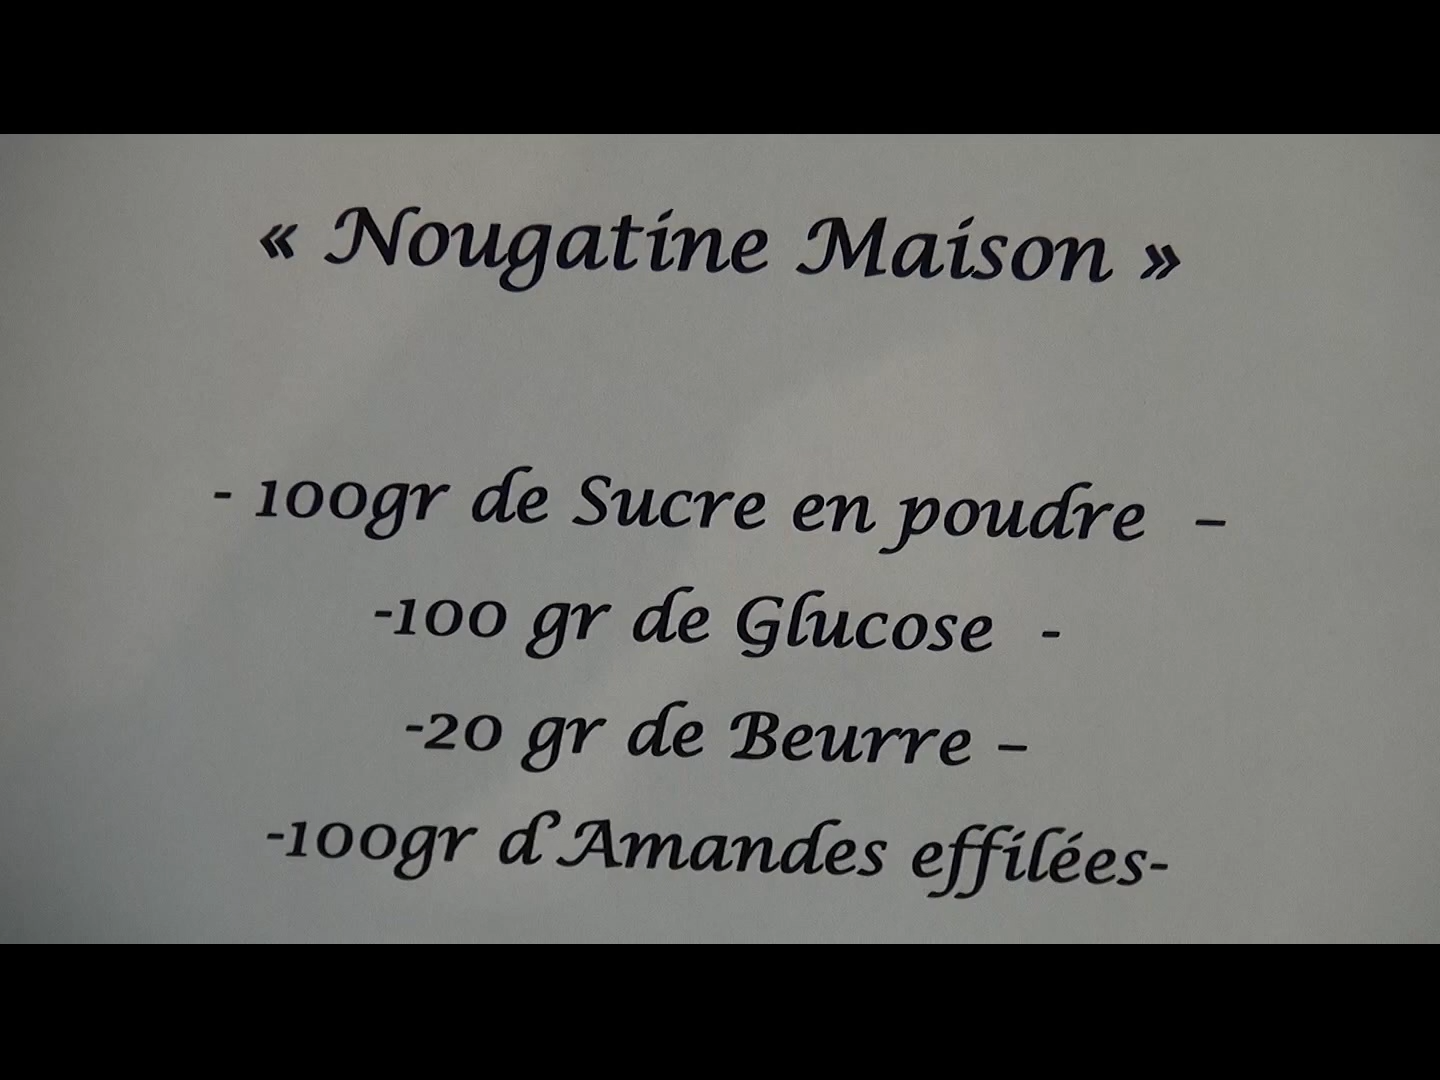 « Nougatine Maison »
- 100gr de Sucre en poudre –
-100 gr de Glucose -
-20 gr de Beurre –
-100gr d'Amandes effilées-